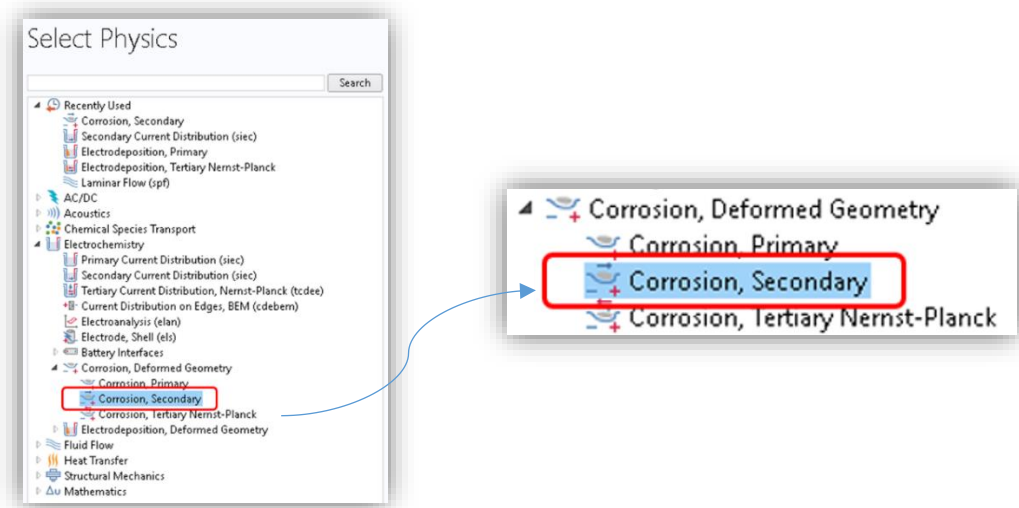 Select Physics
Search
Recently Used
Corrosion, Secondary
Secondary Current Distribution (siec)
Electrodeposition, Primary
Electrodeposition, Tertiary Nernst-Planck
Laminar Flow (spf)
AC/DC
Acoustics
Chemical Species Transport
Electrochemistry
Primary Current Distribution (siec)
Secondary Current Distribution (siec)
Tertiary Current Distribution, Nernst-Planck (tcdee)
Current Distribution on Edges, BEM (cdebem)
Electroanalysis (elan)
Electrode, Shell (els)
Battery Interfaces
Corrosion, Deformed Geometry
Corrosion, Primary
Corrosion, Secondary
Corrosion, Tertiary Nernst-Planck
Electrodeposition, Deformed Geometry
Fluid Flow
Heat Transfer
Structural Mechanics
Δu Mathematics
Corrosion, Deformed Geometry
Corrosion, Primary
Corrosion, Secondary
Corrosion, Tertiary Nernst-Planck